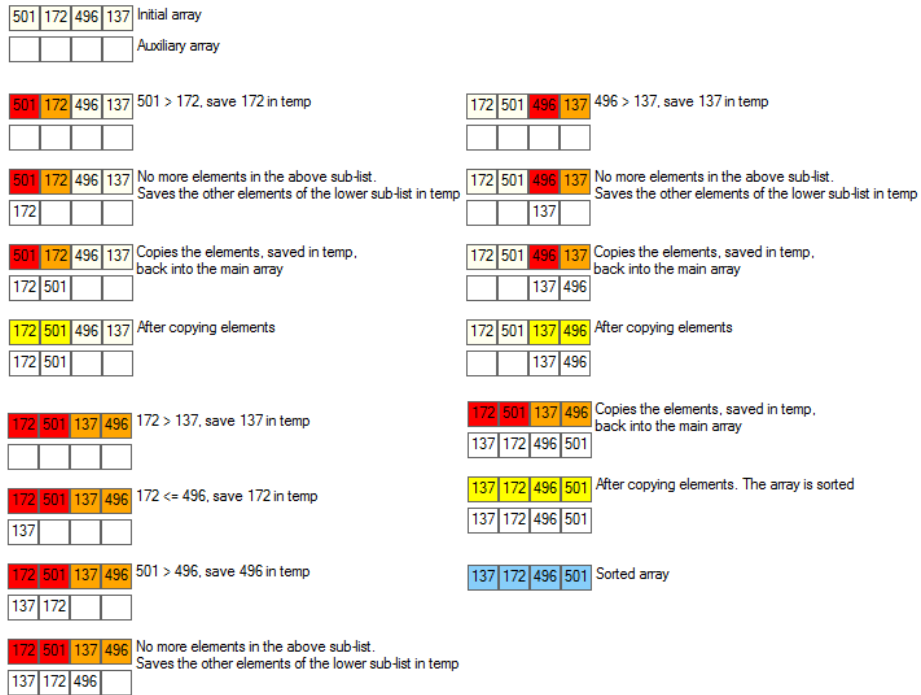 501 172 496 137 Initial array
Auxiliary array
501 172 496 137 501 > 172, save 172 in temp
501 172 496 137 No more elements in the above sub-list.
Saves the other elements of the lower sub-list in temp
172
501 172 496 137 Copies the elements, saved in temp,
back into the main array
172 501
172 501 496 137 After copying elements
172 501
172 501 137 496 172 > 137, save 137 in temp
172 501 137 496 172 <= 496, save 172 in temp
137
172 501 137 496 501 > 496, save 496 in temp
137 172
172 501 137 496 No more elements in the above sub-list.
Saves the other elements of the lower sub-list in temp
137 172 496
172 501 496 137 496 > 137, save 137 in temp
172 501 496 137 No more elements in the above sub-list.
Saves the other elements of the lower sub-list in temp
137
172 501 496 137 Copies the elements, saved in temp,
back into the main array
137 496
172 501 137 496 After copying elements
137 496
172 501 137 496 Copies the elements, saved in temp,
back into the main array
137 172 496 501
137 172 496 501 After copying elements. The array is sorted
137 172 496 501
137 172 496 501 Sorted array